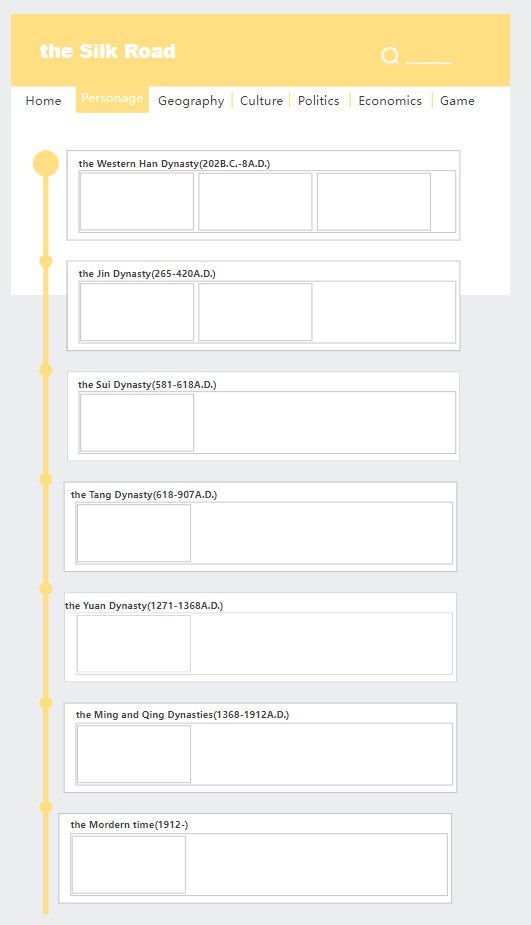 the Silk Road
Home Personage Geography Culture Politics Economics Game
the Western Han Dynasty(202B.C.-8A.D.)
the Jin Dynasty(265-420A.D.)
the Sui Dynasty(581-618A.D.)
the Tang Dynasty(618-907A.D.)
the Yuan Dynasty(1271-1368A.D.)
the Ming and Qing Dynasties(1368-1912A.D.)
the Mordern time(1912-)